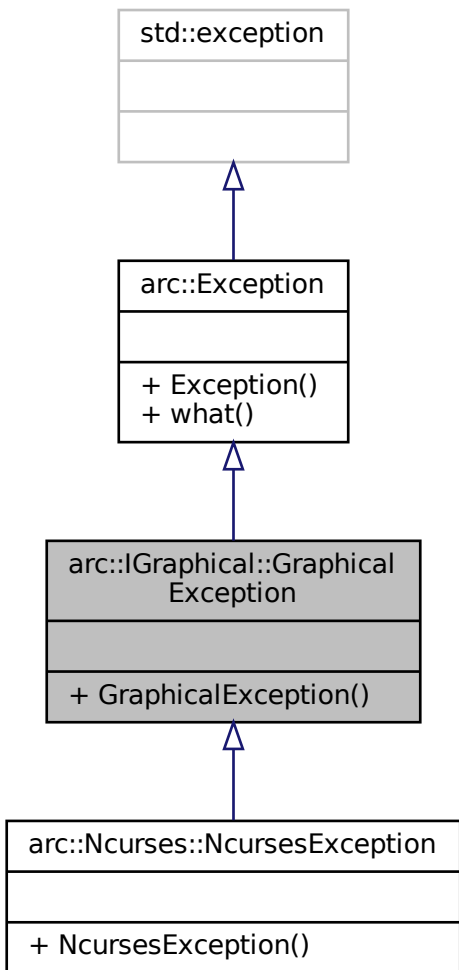 std::exception
arc::Exception
+ Exception()
+ what()
arc::IGraphical::Graphical
Exception
+ GraphicalException()
arc::Ncurses::NcursesException
+ NcursesException()